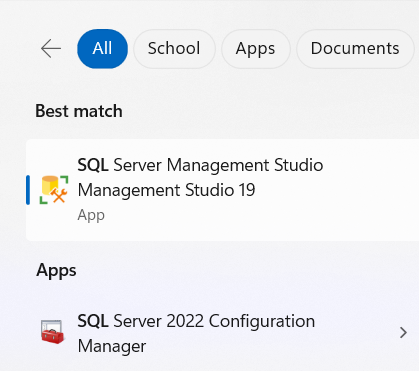 All School Apps Documents
Best match
SQL Server Management Studio
Management Studio 19
App
Apps
SQL Server 2022 Configuration
Manager